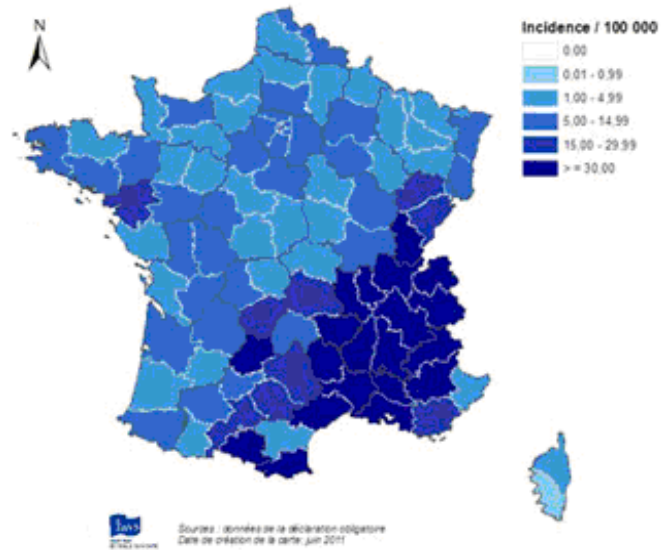 N
Incidence / 100 000
0.00
0.01 - 0.99
1.00 - 4.99
5.00 - 14.99
15.00 - 29.99
> = 30.00
Sources : données de la déclaration obligatoire
Date de création de la carte: juin 2011